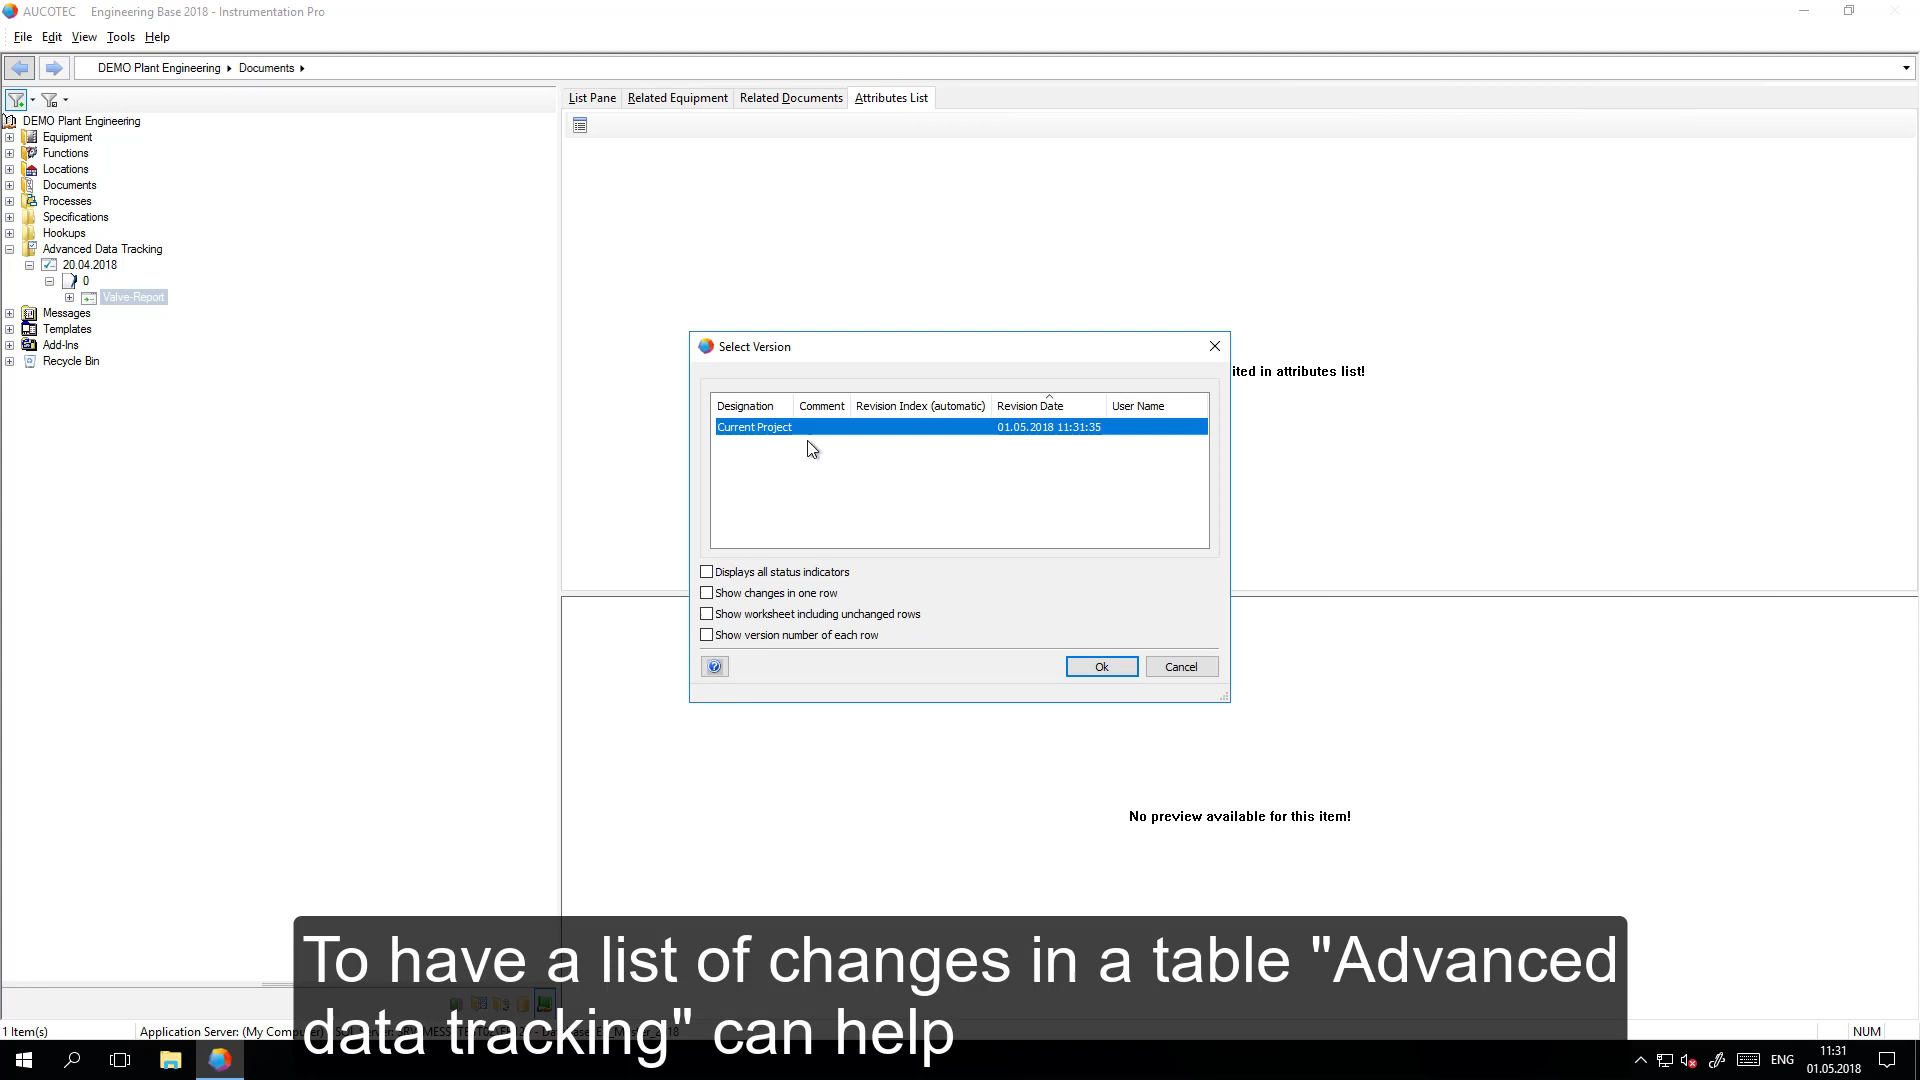 AUCOTEC Engineering Base 2018 - Instrumentation Pro
File Edit View Tools Help
DEMO Plant Engineering Documents
List Pane Related Equipment Related Documents Attributes List
DEMO Plant Engineering
Equipment
Functions
Locations
Documents
Processes
Specifications
Hookups
Advanced Data Tracking
20.04.2018
0
Valve-Report
Messages
Templates
Add-Ins
Recycle Bin
ited in attributes list!
Select Version
Designation Comment Revision Index (automatic) Revision Date User Name
Current Project 01.05.2018 11:31:35
Displays all status indicators
Show changes in one row
Show worksheet including unchanged rows
Show version number of each row
Ok Cancel
No preview available for this item!
To have a list of changes in a table "Advanced
data tracking" can help
1 Item(s) Application Server: (My NUM
ENG 11:31
01.05.2018